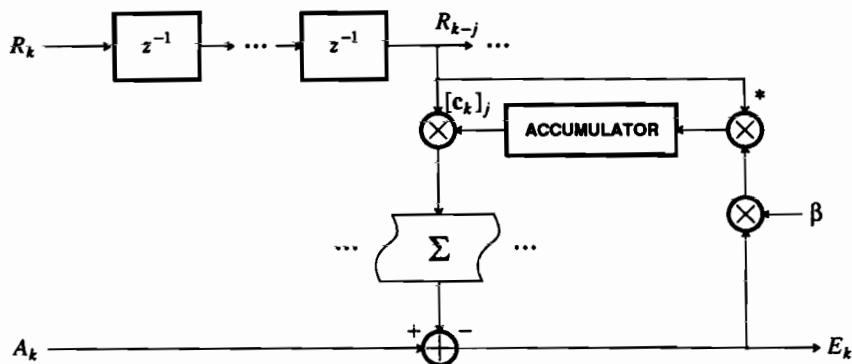 R_k z⁻¹ ... z⁻¹ R_{k-j} ...
[c_k]_j *
ACCUMULATOR
β
... Σ ...
+ −
A_k E_k